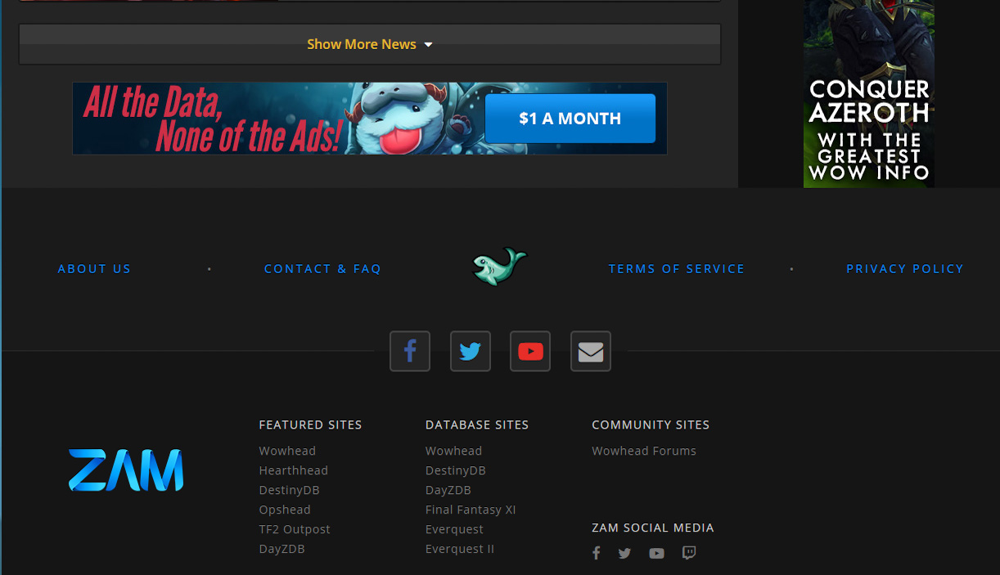 Show More News
All the Data,
None of the Ads!
$1 A MONTH
CONQUER
AZEROTH
WITH THE
GREATEST
WOW INFO
ABOUT US
CONTACT & FAQ
TERMS OF SERVICE
PRIVACY POLICY
ZAM
FEATURED SITES
Wowhead
Hearthhead
DestinyDB
Opshead
TF2 Outpost
DayZDB
DATABASE SITES
Wowhead
DestinyDB
DayZDB
Final Fantasy XI
Everquest
Everquest II
COMMUNITY SITES
Wowhead Forums
ZAM SOCIAL MEDIA